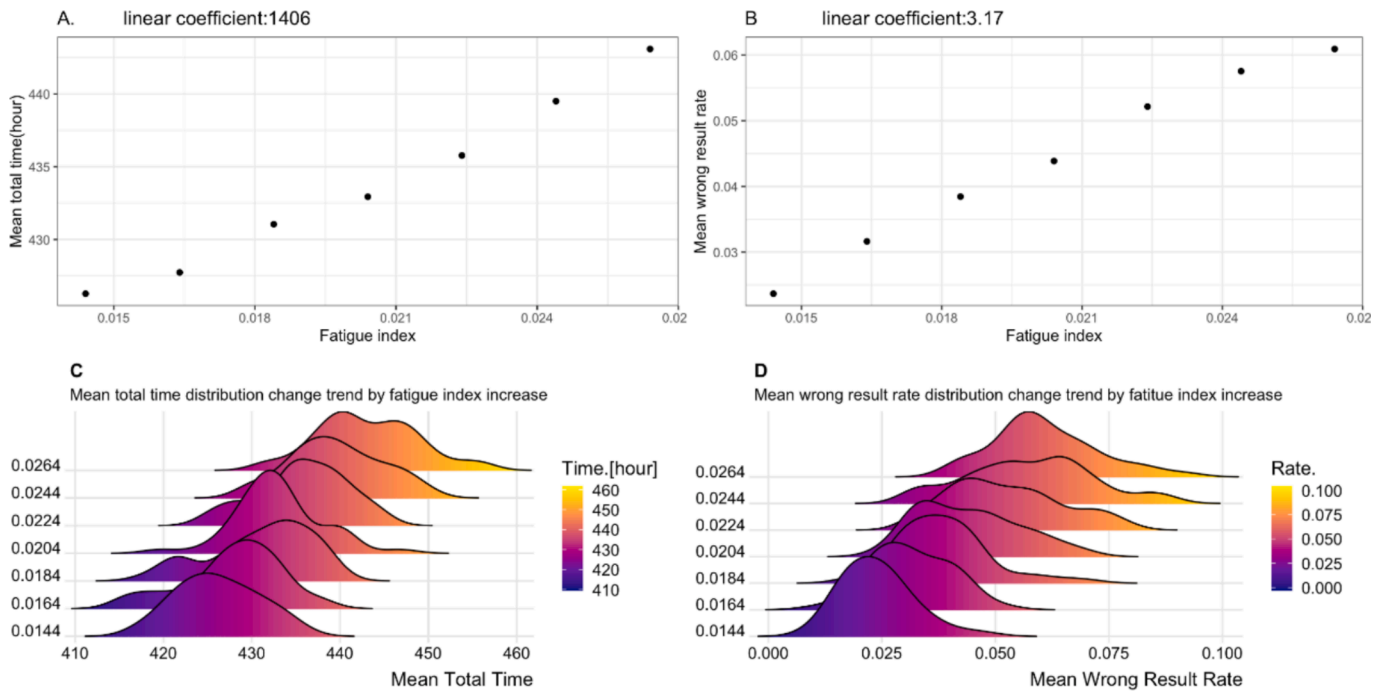 A. linear coefficient:1406
Mean total time(hour)
440
435
430
0.015 0.018 0.021 0.024 0.02
Fatigue index
B linear coefficient:3.17
Mean wrong result rate
0.06
0.05
0.04
0.03
0.015 0.018 0.021 0.024 0.02
Fatigue index
C
Mean total time distribution change trend by fatigue index increase
0.0264
0.0244
0.0224
0.0204
0.0184
0.0164
0.0144
410 420 430 440 450 460
Mean Total Time
Time.[hour]
460
450
440
430
420
410
D
Mean wrong result rate distribution change trend by fatitue index increase
0.0264
0.0244
0.0224
0.0204
0.0184
0.0164
0.0144
0.000 0.025 0.050 0.075 0.100
Mean Wrong Result Rate
Rate.
0.100
0.075
0.050
0.025
0.000